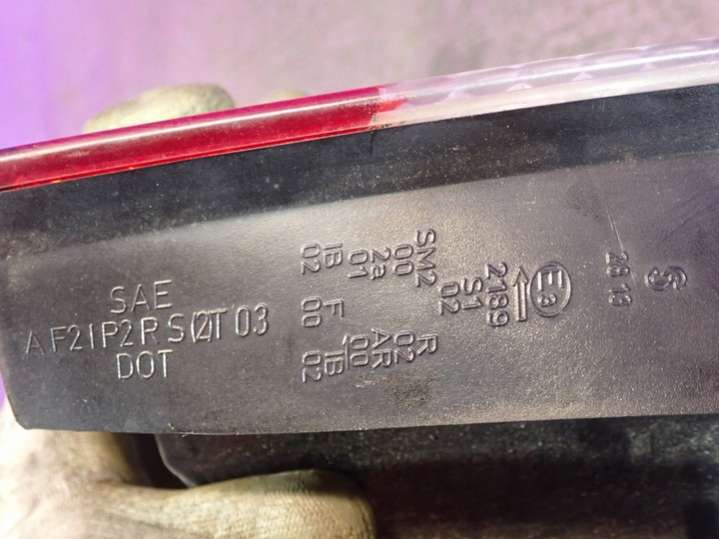 SAE
A F2 I P2 R S (2)T 03
DOT
28 13
E3
2189
S1
02
SM2 R
00 02
2a AR
01 00
IB F IB
02 00 02